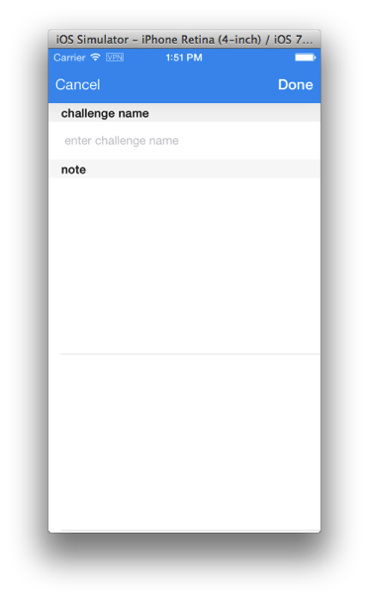 iOS Simulator - iPhone Retina (4-inch) / iOS 7...
Carrier VPN 1:51 PM
Cancel Done
challenge name
enter challenge name
note